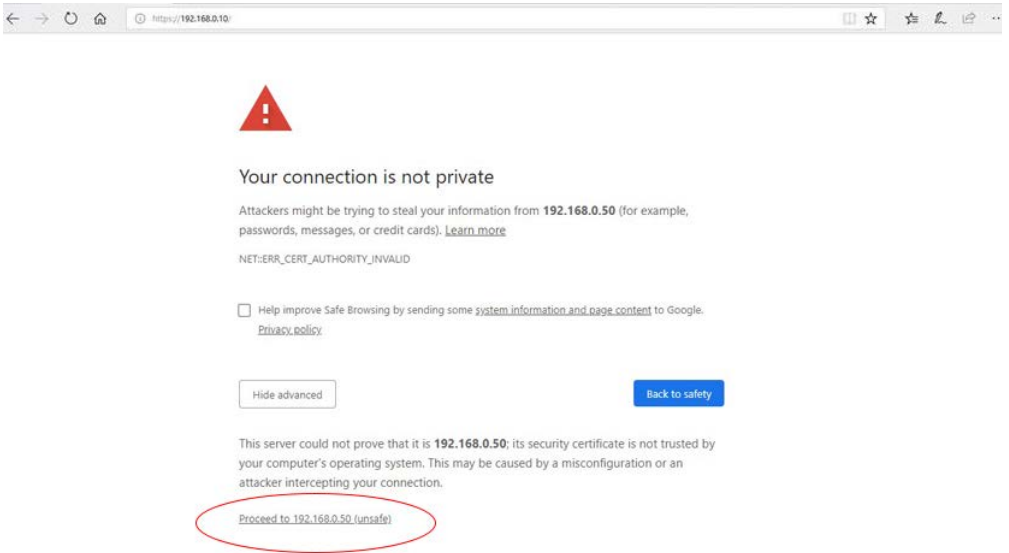 https://192.168.0.10/
Your connection is not private
Attackers might be trying to steal your information from 192.168.0.50 (for example,
passwords, messages, or credit cards). Learn more
NET::ERR_CERT_AUTHORITY_INVALID
Help improve Safe Browsing by sending some system information and page content to Google.
Privacy policy
Hide advanced
Back to safety
This server could not prove that it is 192.168.0.50; its security certificate is not trusted by
your computer's operating system. This may be caused by a misconfiguration or an
attacker intercepting your connection.
Proceed to 192.168.0.50 (unsafe)